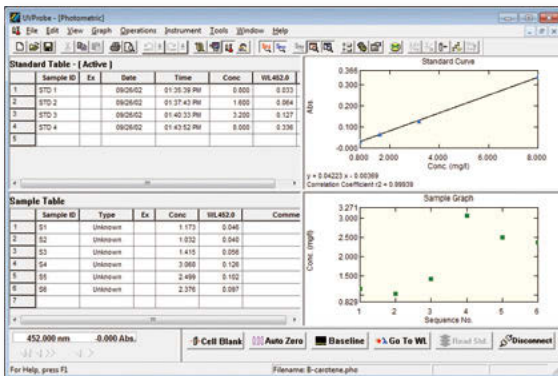 UVProbe - [Photometric]
File Edit View Graph Operations Instrument Tools Window Help
Standard Table - ( Active )
Sample ID Ex Date Time Conc WL452.0
1 STD 1 09/26/02 01:35:39 PM 0.800 0.033
2 STD 2 09/26/02 01:37:43 PM 1.600 0.064
3 STD 3 09/26/02 01:40:33 PM 3.200 0.127
4 STD 4 09/26/02 01:43:52 PM 8.000 0.336
5
Standard Curve
Abs.
0.366
0.300
0.200
0.100
-0.000
0.800 2.000 4.000 6.000 8.000
Conc. (mg/l)
y = 0.04223 x - 0.00369
Correlation Coefficient r2 = 0.99839
Sample Table
Sample ID Type Ex Conc WL452.0 Comme
1 S1 Unknown 1.173 0.046
2 S2 Unknown 1.032 0.040
3 S3 Unknown 1.415 0.056
4 S4 Unknown 3.068 0.126
5 S5 Unknown 2.499 0.102
6 S6 Unknown 2.376 0.097
7
Sample Graph
Conc. (mg/l)
3.271
3.000
2.500
2.000
1.500
0.829
1 2 3 4 5 6
Sequence No.
452.000 nm -0.000 Abs.
Cell Blank Auto Zero Baseline Go To WL Read Std. Disconnect
For Help, press F1 Filename: B-carotene.pho